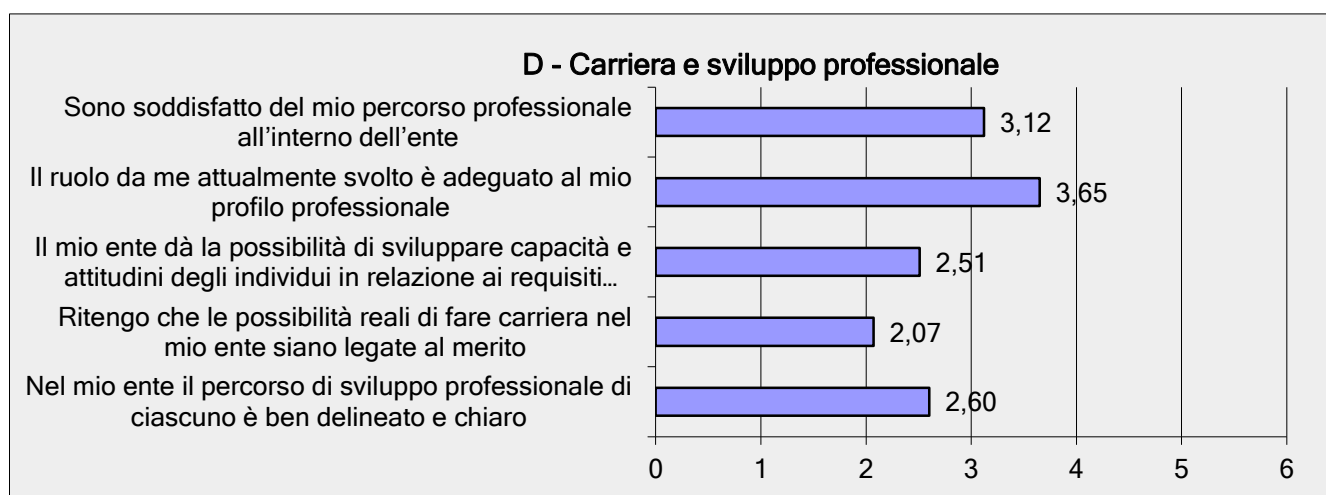 D - Carriera e sviluppo professionale
Sono soddisfatto del mio percorso professionale
all’interno dell’ente
3,12
Il ruolo da me attualmente svolto è adeguato al mio
profilo professionale
3,65
Il mio ente dà la possibilità di sviluppare capacità e
attitudini degli individui in relazione ai requisiti...
2,51
Ritengo che le possibilità reali di fare carriera nel
mio ente siano legate al merito
2,07
Nel mio ente il percorso di sviluppo professionale di
ciascuno è ben delineato e chiaro
2,60
0 1 2 3 4 5 6